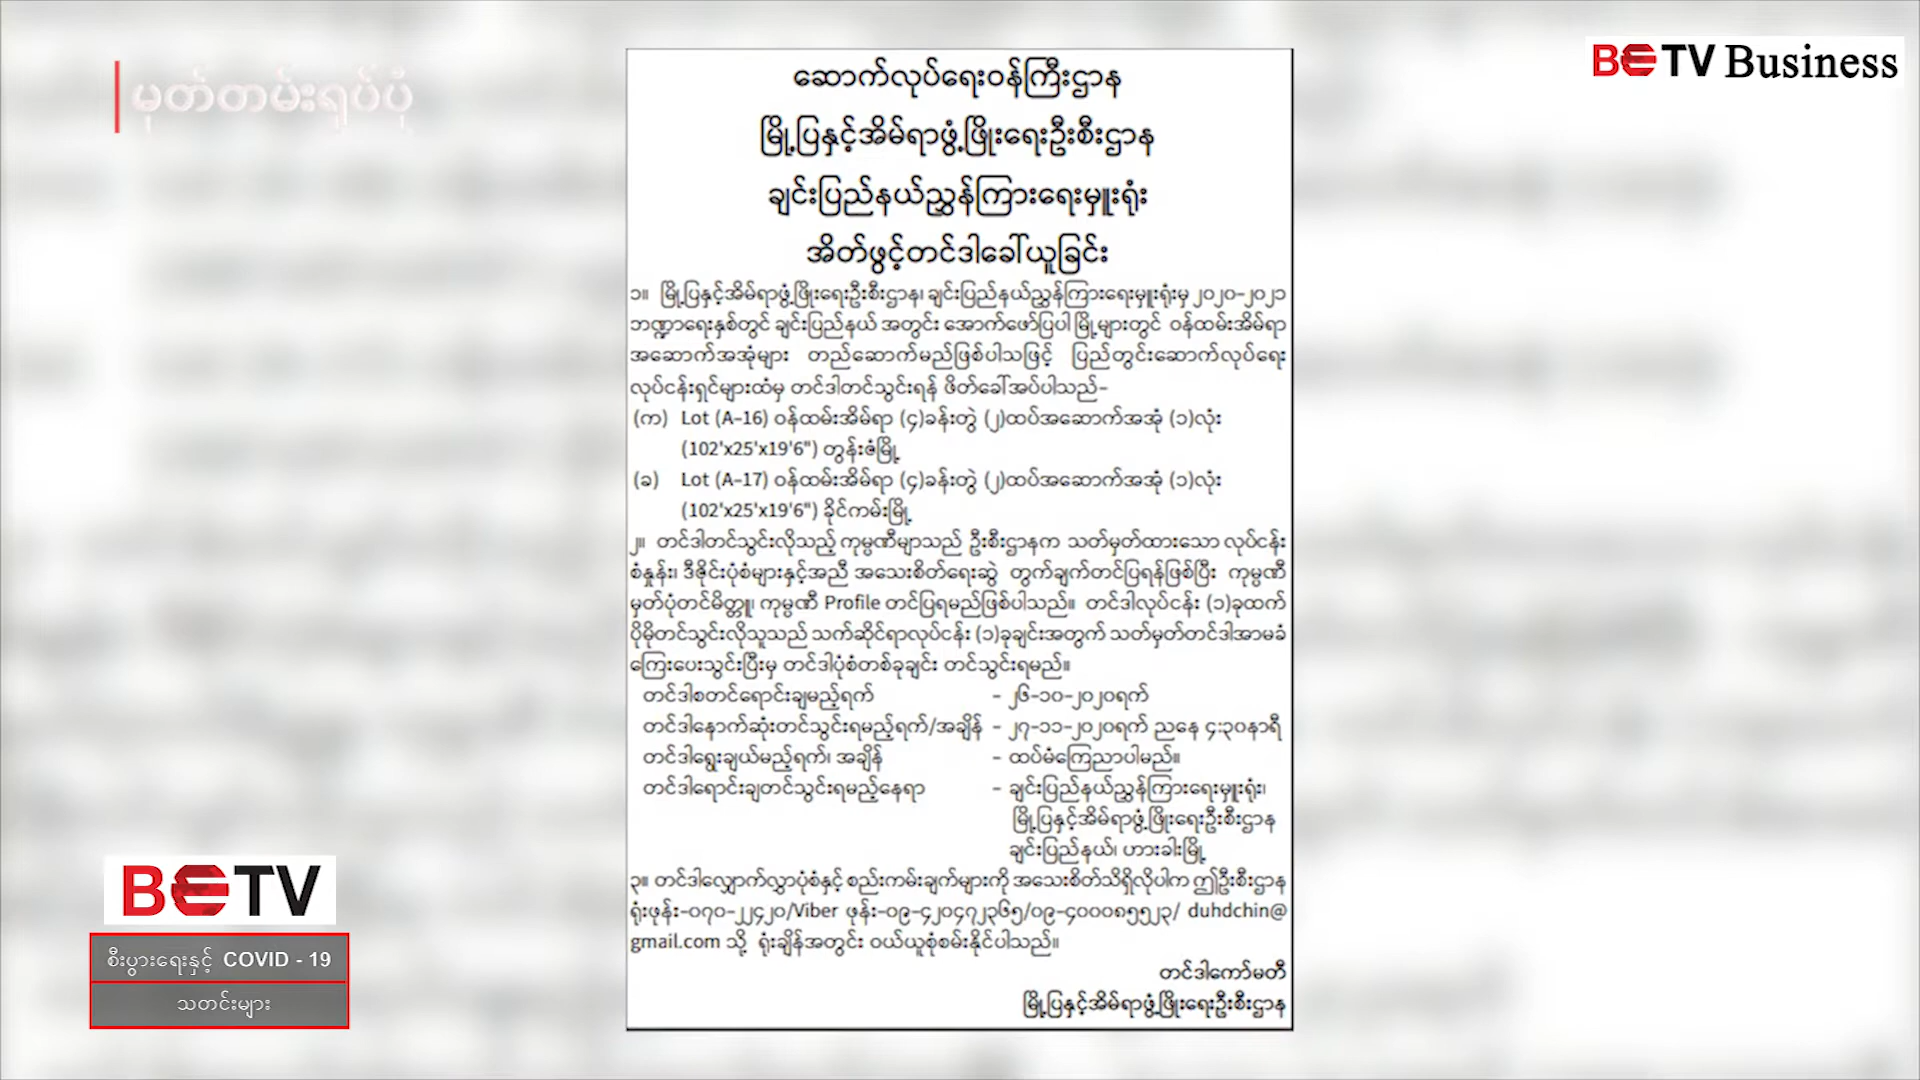 BETV Business
မှတ်တမ်းရုပ်ပုံ
ဆောက်လုပ်ရေးဝန်ကြီးဌာန
မြို့ပြနှင့်အိမ်ရာဖွံ့ဖြိုးရေးဦးစီးဌာန
ချင်းပြည်နယ်ညွှန်ကြားရေးမှူးရုံး
အိတ်ဖွင့်တင်ဒါခေါ်ယူခြင်း
၁။ မြို့ပြနှင့်အိမ်ရာဖွံ့ဖြိုးရေးဦးစီးဌာန၊ ချင်းပြည်နယ်ညွှန်ကြားရေးမှူးရုံးမှ ၂၀၂၀-၂၀၂၁
ဘဏ္ဍာရေးနှစ်တွင် ချင်းပြည်နယ် အတွင်း အောက်ဖော်ပြပါ မြို့များတွင် ဝန်ထမ်းအိမ်ရာ
အဆောက်အအုံများ တည်ဆောက်မည်ဖြစ်ပါသဖြင့် ပြည်တွင်းဆောက်လုပ်ရေး
လုပ်ငန်းရှင်များထံမှ တင်ဒါတင်သွင်းရန် ဖိတ်ခေါ်အပ်ပါသည်-
(က) Lot (A-16) ဝန်ထမ်းအိမ်ရာ (၄)ခန်းတွဲ (၂)ထပ်အဆောက်အအုံ (၁)လုံး
(102'x25'x19'6") တွန်းဇံမြို့
(ခ) Lot (A-17) ဝန်ထမ်းအိမ်ရာ (၄)ခန်းတွဲ (၂)ထပ်အဆောက်အအုံ (၁)လုံး
(102'x25'x19'6") ခိုင်ကမ်းမြို့
၂။ တင်ဒါတင်သွင်းလိုသည့် ကုမ္ပဏီမျာသည် ဦးစီးဌာနက သတ်မှတ်ထားသော လုပ်ငန်း
စံနှုန်း၊ ဒီဇိုင်းပုံစံများနှင့်အညီ အသေးစိတ်ရေးဆွဲ တွက်ချက်တင်ပြရန်ဖြစ်ပြီး ကုမ္ပဏီ
မှတ်ပုံတင်မိတ္တူ၊ ကုမ္ပဏီ Profile တင်ပြရမည်ဖြစ်ပါသည်။ တင်ဒါလုပ်ငန်း (၁)ခုထက်
ပိုမိုတင်သွင်းလိုသူသည် သက်ဆိုင်ရာလုပ်ငန်း (၁)ခုချင်းအတွက် သတ်မှတ်တင်ဒါအာမခံ
ကြေးပေးသွင်းပြီးမှ တင်ဒါပုံစံတစ်ခုချင်း တင်သွင်းရမည်။
တင်ဒါစတင်ရောင်းချမည့်ရက် - ၂၆-၁၀-၂၀၂၀ရက်
တင်ဒါနောက်ဆုံးတင်သွင်းရမည့်ရက်/အချိန် - ၂၇-၁၁-၂၀၂၀ရက် ညနေ ၄:၃၀နာရီ
တင်ဒါရွေးချယ်မည့်ရက်၊ အချိန် - ထပ်မံကြေညာပါမည်။
တင်ဒါရောင်းချတင်သွင်းရမည့်နေရာ - ချင်းပြည်နယ်ညွှန်ကြားရေးမှူးရုံး၊
မြို့ပြနှင့်အိမ်ရာဖွံ့ဖြိုးရေးဦးစီးဌာန
ချင်းပြည်နယ်၊ ဟားခါးမြို့
၃။ တင်ဒါလျှောက်လွှာပုံစံနှင့် စည်းကမ်းချက်များကို အသေးစိတ်သိရှိလိုပါက ဤဦးစီးဌာန
ရုံးဖုန်း-၀၇၀-၂၂၄၂၀/Viber ဖုန်း-၀၉-၄၂၀၄၇၂၃၆၅/၀၉-၄၀၀၀၈၅၅၂၃/ duhdchin@
gmail.com သို့ ရုံးချိန်အတွင်း ဝယ်ယူစုံစမ်းနိုင်ပါသည်။
တင်ဒါကော်မတီ
မြို့ပြနှင့်အိမ်ရာဖွံ့ဖြိုးရေးဦးစီးဌာန
BETV
စီးပွားရေးနှင့် COVID - 19
သတင်းများ